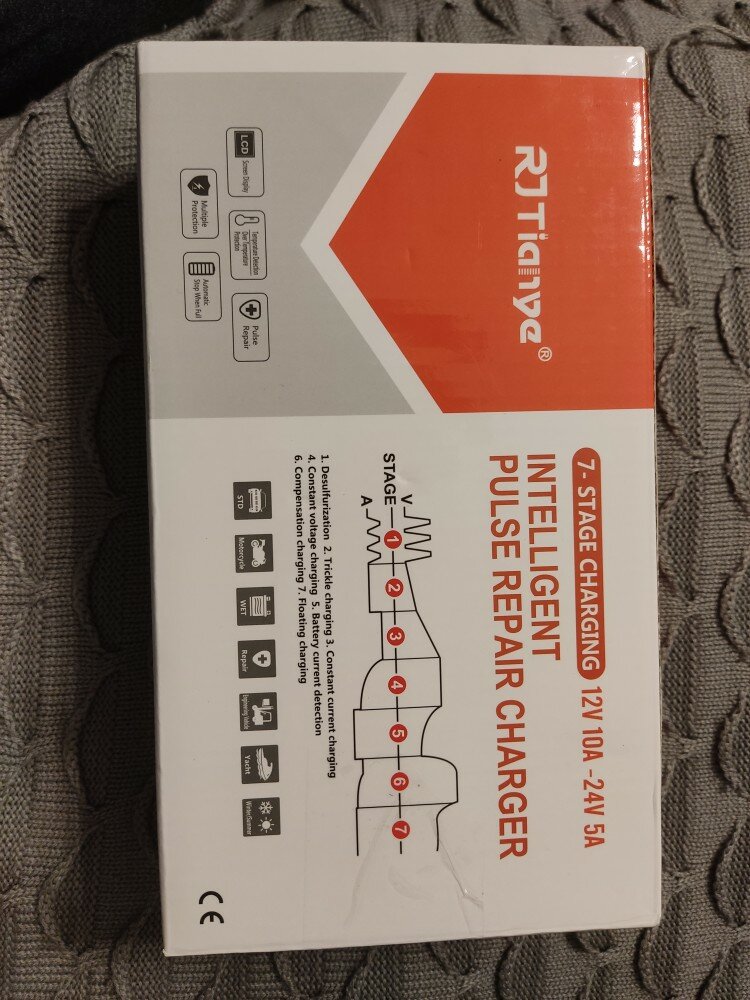 RJTianye®
LCD
Screen Display
Temperature Detection
Over Temperature
Protection
Pulse
Repair
Multiple
Protection
Automatic
Stop When Full
7- STAGE CHARGING 12V 10A - 24V 5A
INTELLIGENT
PULSE REPAIR CHARGER
V
STAGE 1 2 3 4 5 6 7
A
1. Desulfurization 2. Trickle charging 3. Constant current charging
4. Constant voltage charging 5. Battery current detection
6. Compensation charging 7. Floating charging
STD
Motorcycle
WET
Repair
Engineering Vehicle
Yacht
Winter/Summer
CE